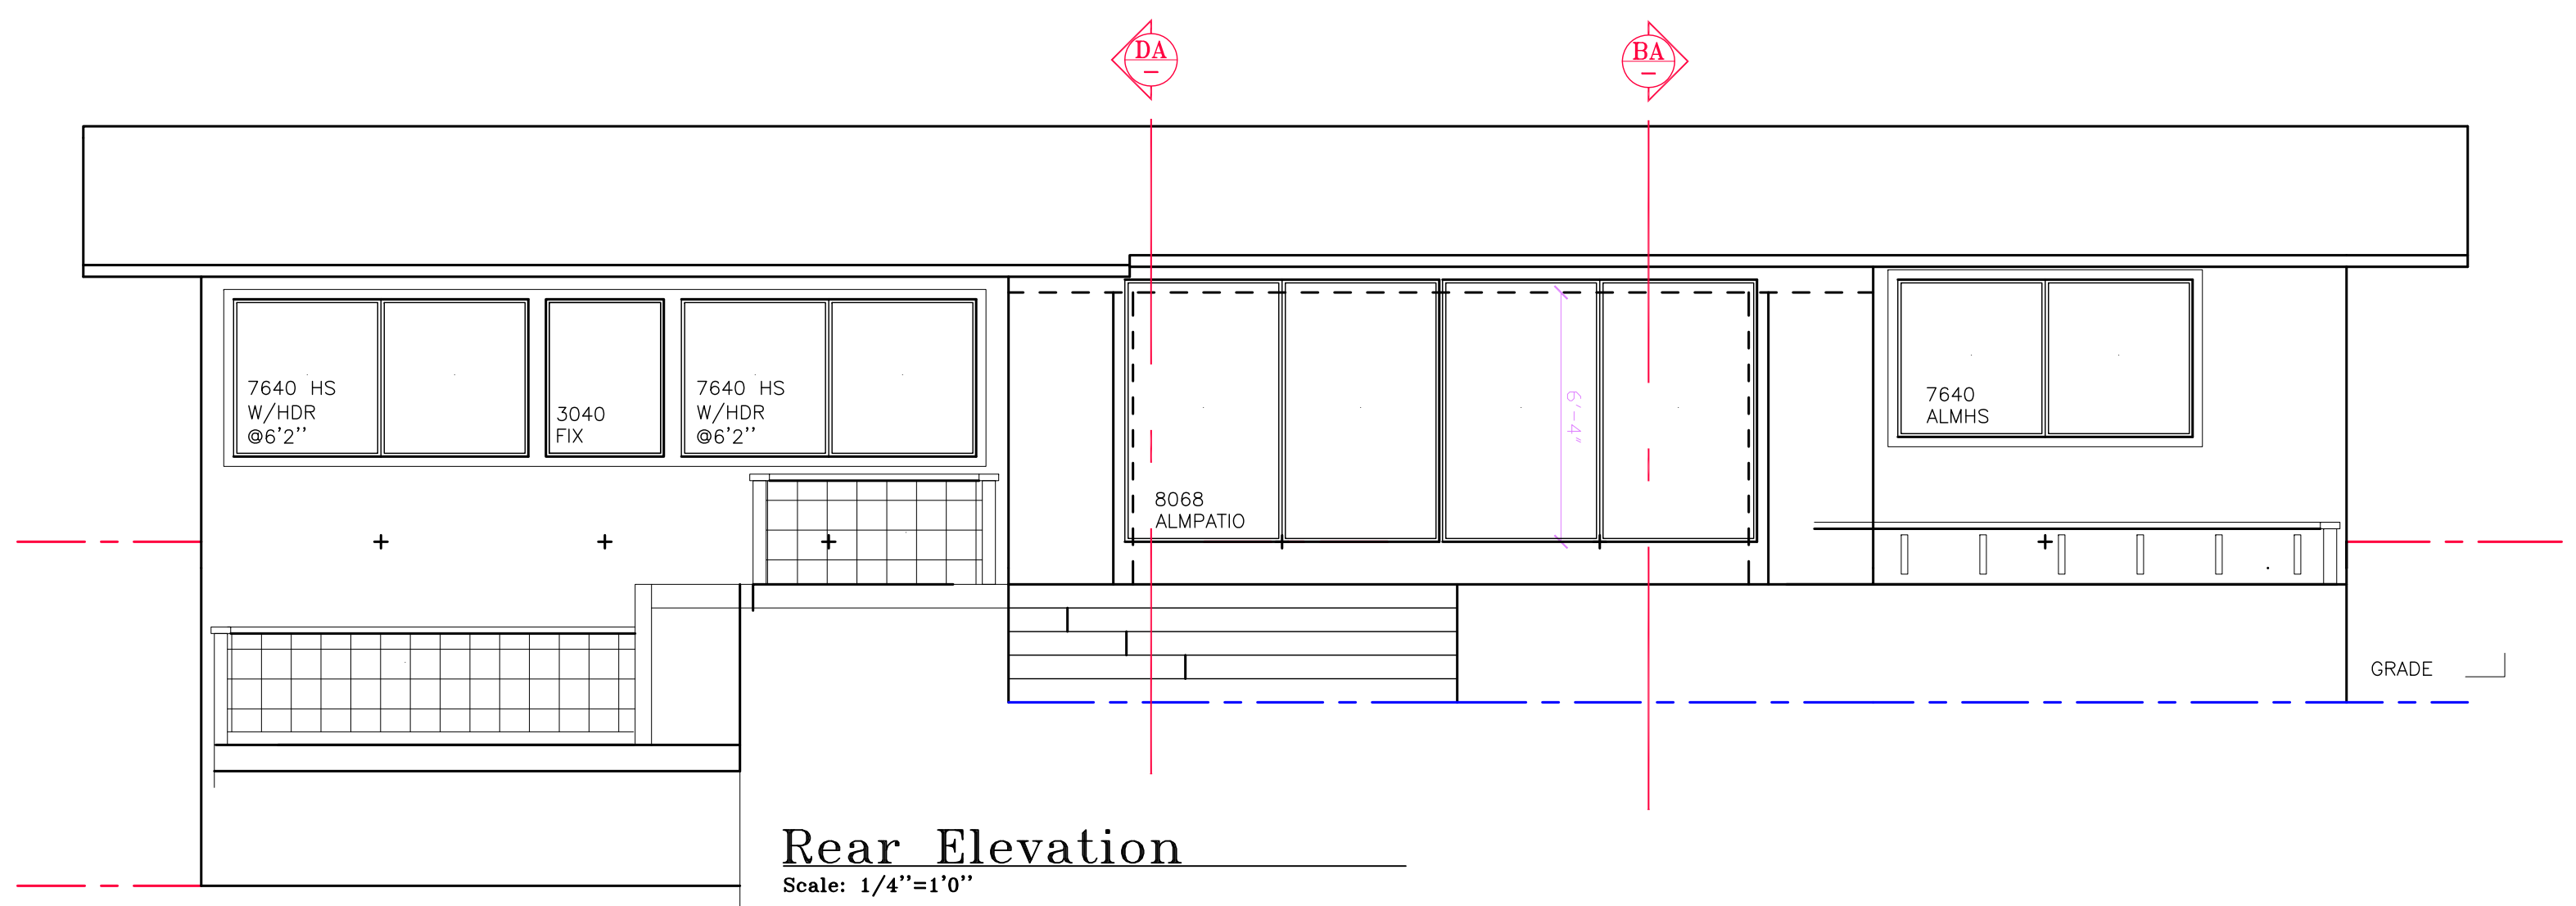 DA
BA
7640 HS
W/HDR
@6'2''
3040
FIX
7640 HS
W/HDR
@6'2''
8068
ALMPATIO
6'-4"
7640
ALMHS
GRADE
Rear Elevation
Scale: 1/4''=1'0''